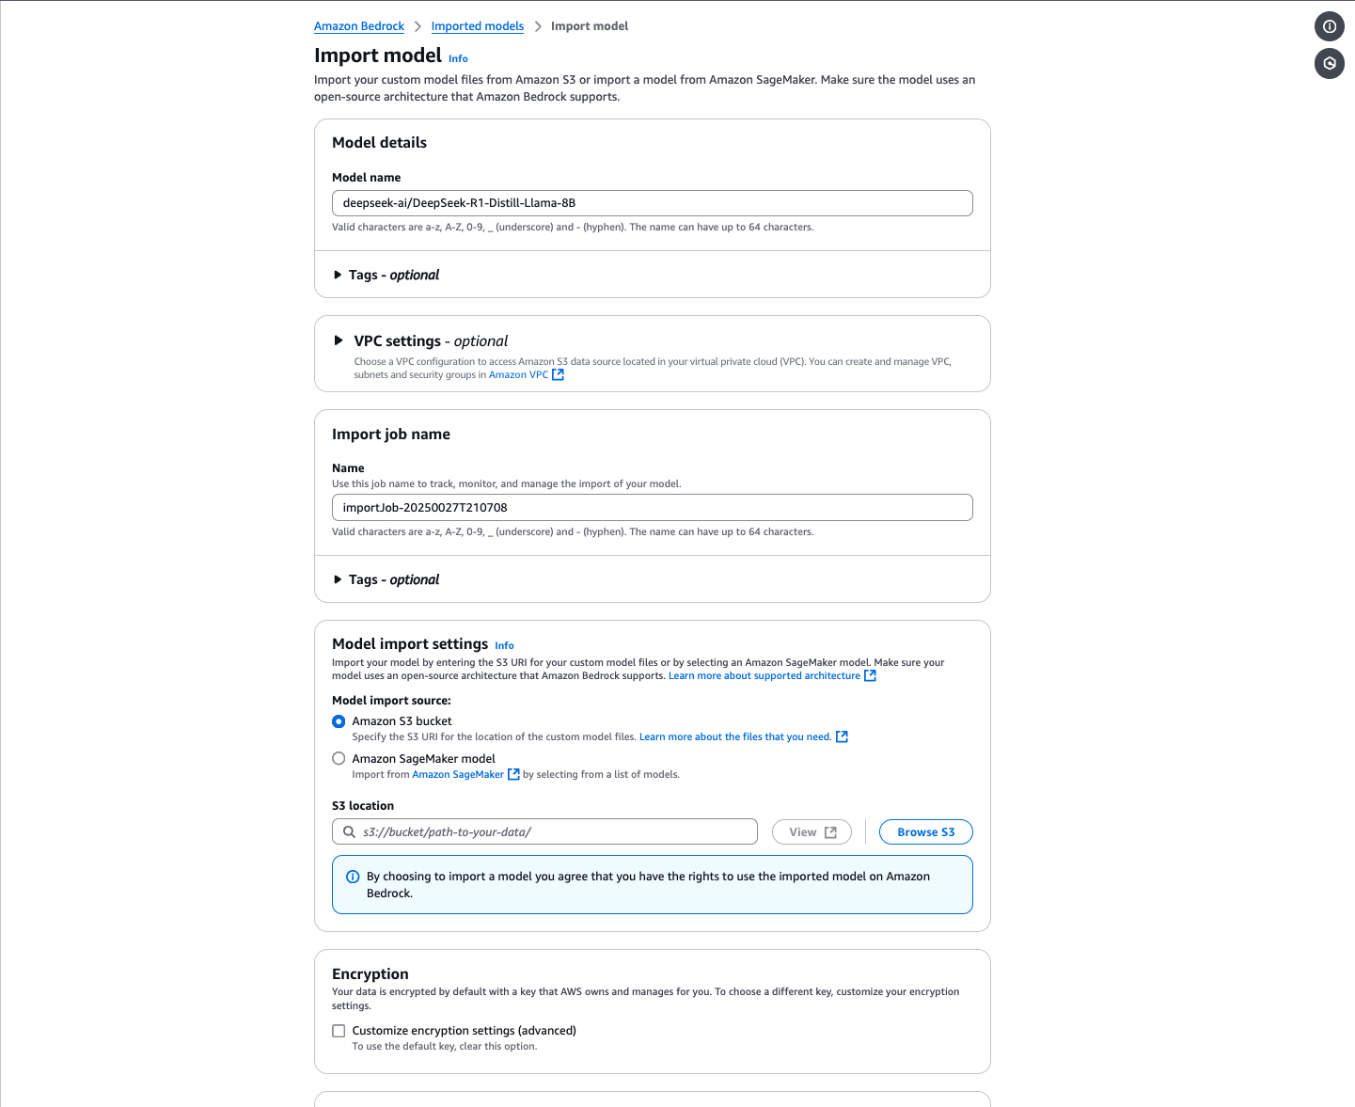 Amazon Bedrock > Imported models > Import model
Import model Info
Import your custom model files from Amazon S3 or import a model from Amazon SageMaker. Make sure the model uses an
open-source architecture that Amazon Bedrock supports.
Model details
Model name
deepseek-ai/DeepSeek-R1-Distill-Llama-8B
Valid characters are a-z, A-Z, 0-9, _ (underscore) and - (hyphen). The name can have up to 64 characters.
Tags - optional
VPC settings - optional
Choose a VPC configuration to access Amazon S3 data source located in your virtual private cloud (VPC). You can create and manage VPC,
subnets and security groups in Amazon VPC
Import job name
Name
Use this job name to track, monitor, and manage the import of your model.
importJob-20250027T210708
Valid characters are a-z, A-Z, 0-9, _ (underscore) and - (hyphen). The name can have up to 64 characters.
Tags - optional
Model import settings Info
Import your model by entering the S3 URI for your custom model files or by selecting an Amazon SageMaker model. Make sure your
model uses an open-source architecture that Amazon Bedrock supports. Learn more about supported architecture
Model import source:
Amazon S3 bucket
Specify the S3 URI for the location of the custom model files. Learn more about the files that you need.
Amazon SageMaker model
Import from Amazon SageMaker by selecting from a list of models.
S3 location
s3://bucket/path-to-your-data/ View Browse S3
By choosing to import a model you agree that you have the rights to use the imported model on Amazon
Bedrock.
Encryption
Your data is encrypted by default with a key that AWS owns and manages for you. To choose a different key, customize your encryption
settings.
Customize encryption settings (advanced)
To use the default key, clear this option.